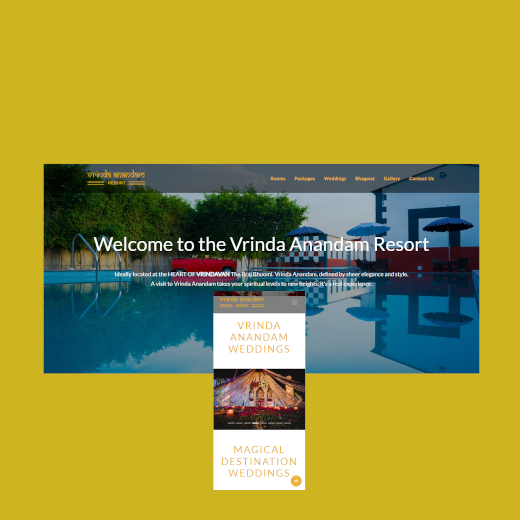 vrinda anandam
RESORT
Rooms Packages Weddings Bhagwat Gallery Contact Us
Welcome to the Vrinda Anandam Resort
Ideally located at the HEART OF VRINDAVAN The Braj Bhoomi. Vrinda Anandam, defined by sheer elegance and style.
A visit to Vrinda Anandam takes your spiritual levels to new heights, it's a real experience.
vrinda anandam
VRINDA
ANANDAM
WEDDINGS
MAGICAL
DESTINATION
WEDDINGS